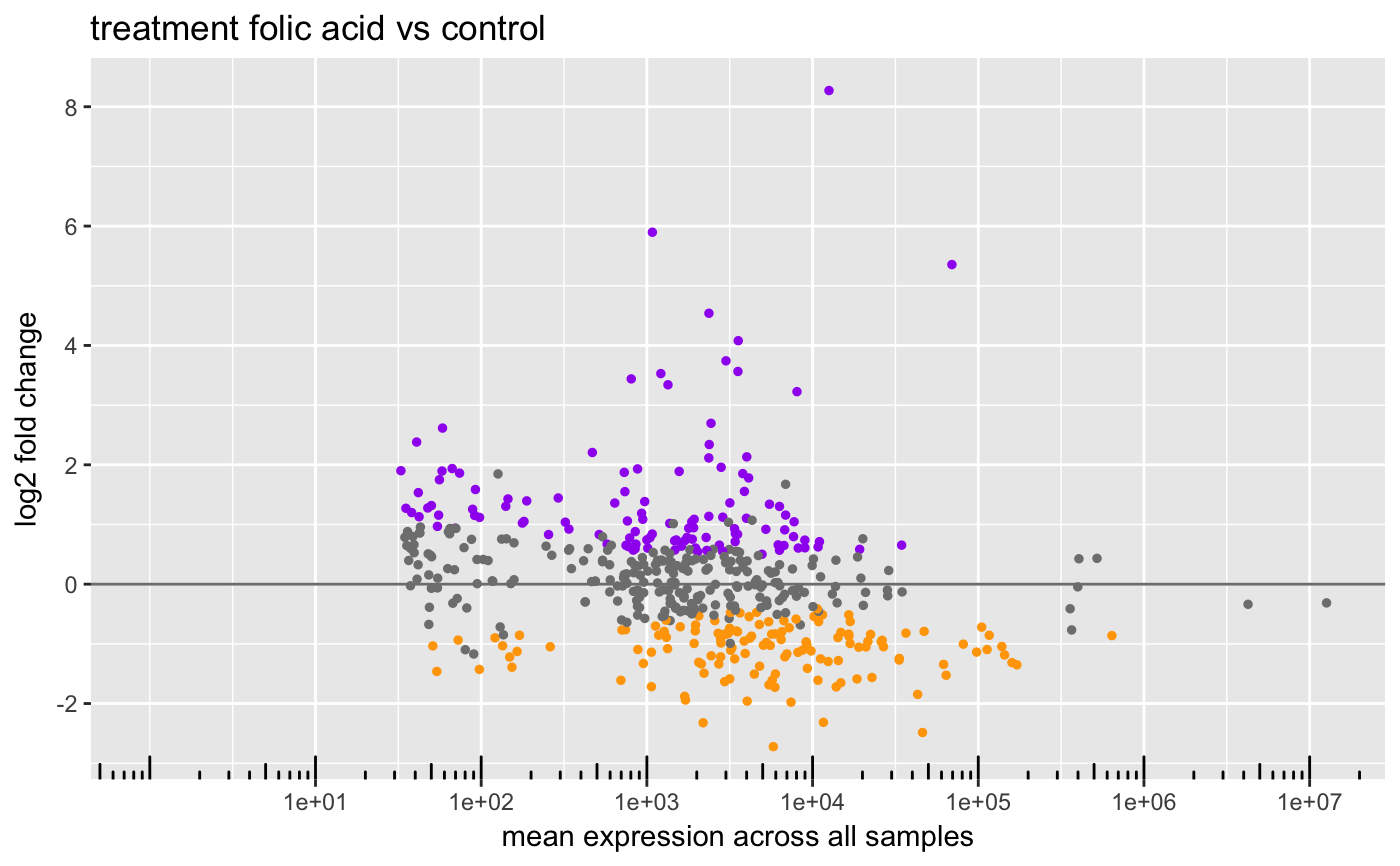 treatment folic acid vs control
8
6
4
2
0
-2
log2 fold change
1e+01 1e+02 1e+03 1e+04 1e+05 1e+06 1e+07
mean expression across all samples